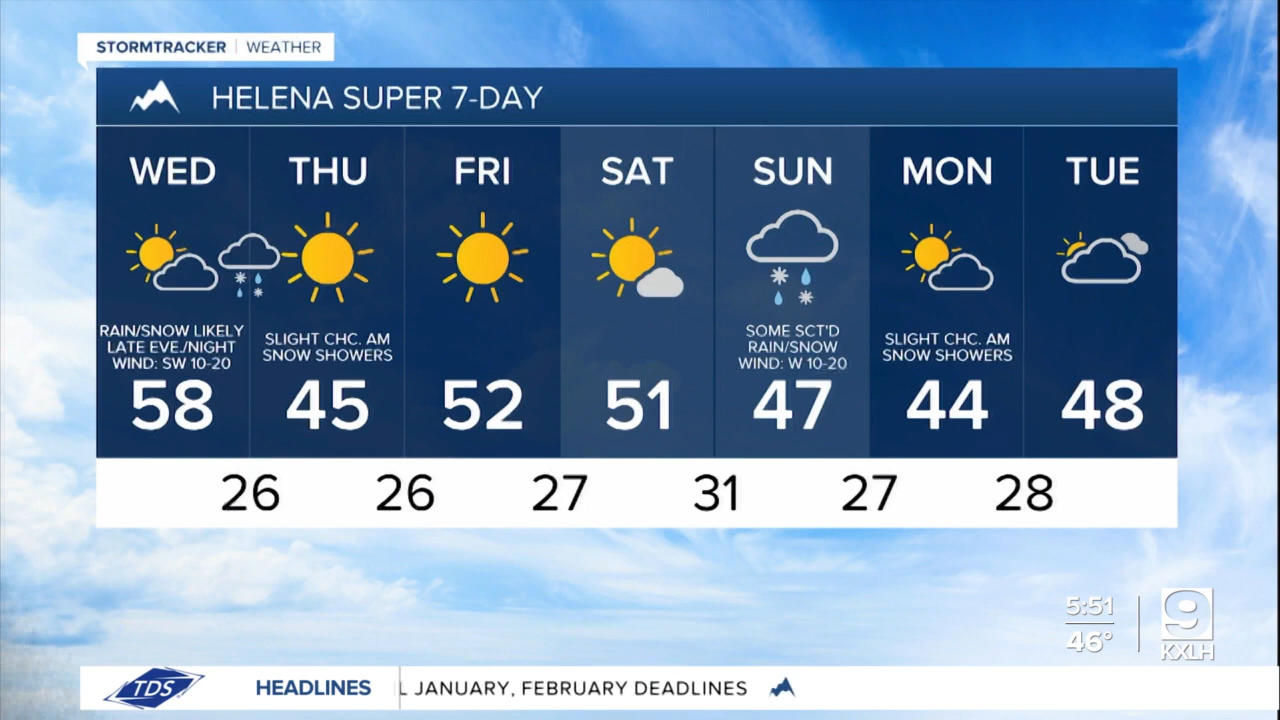 STORMTRACKER | WEATHER
HELENA SUPER 7-DAY
WED THU FRI SAT SUN MON TUE
RAIN/SNOW LIKELY
LATE EVE./NIGHT
WIND: SW 10-20
SLIGHT CHC. AM
SNOW SHOWERS
SOME SCT'D
RAIN/SNOW
WIND: W 10-20
SLIGHT CHC. AM
SNOW SHOWERS
58 45 52 51 47 44 48
26 26 27 31 27 28
5:51
46°
9
KXLH
TDS
HEADLINES
L JANUARY, FEBRUARY DEADLINES